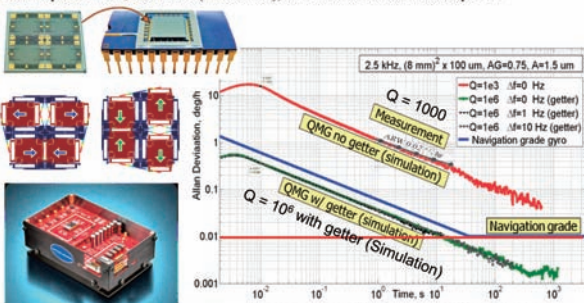 2.5 kHz, (8 mm)² x 100 um, AG=0.75, A=1.5 um
Q=1e3 Δf=0 Hz
Q=1e6 Δf=0 Hz (getter)
Q=1e6 Δf=1 Hz (getter)
Q=1e6 Δf=10 Hz (getter)
Navigation grade gyro
Q = 1000
Measurement
QMG no getter (simulation)
QMG w/ getter (simulation)
Q = 10⁶ with getter (Simulation)
Navigation grade
Allan Deviaation, deg/h
10
1
0.1
0.01
0.001
10⁻²
10⁻¹
10⁰
10¹
10²
10³
Time, s